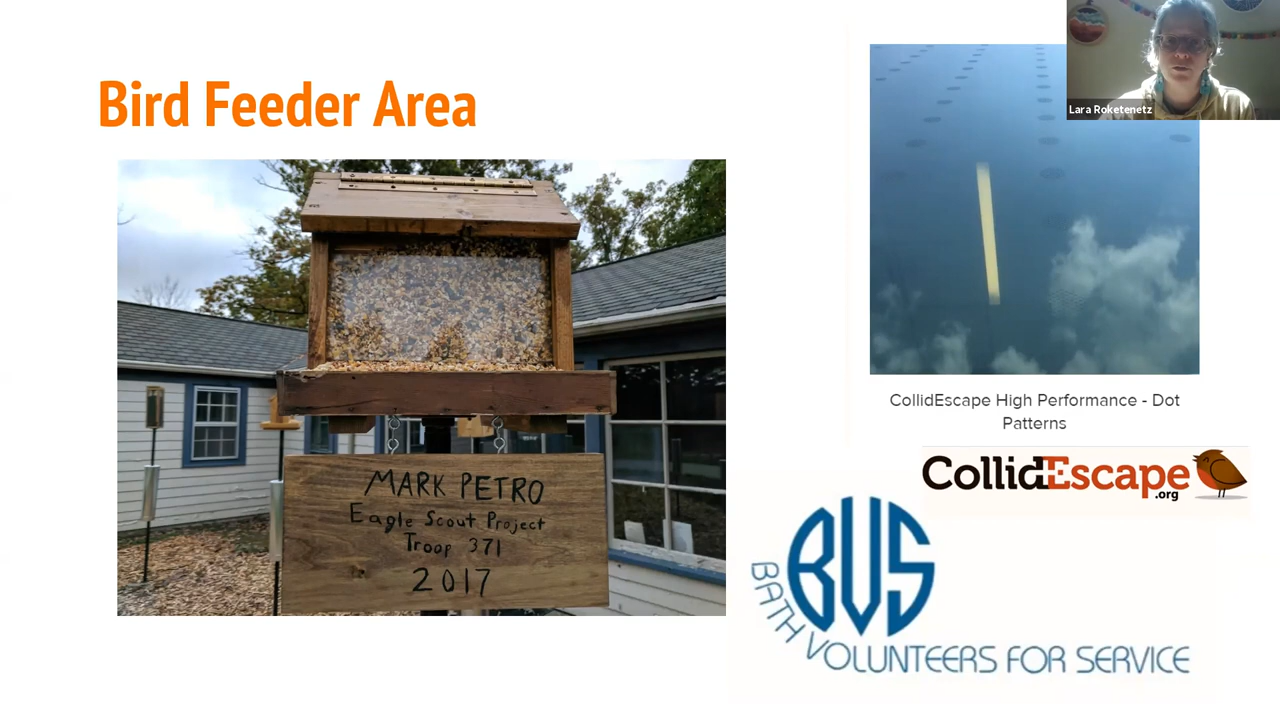 Bird Feeder Area
MARK PETRO
Eagle Scout Project
Troop 371
2017
Lara Roketenetz
CollidEscape High Performance - Dot
Patterns
CollidEscape
.org
BVS
BATH VOLUNTEERS FOR SERVICE